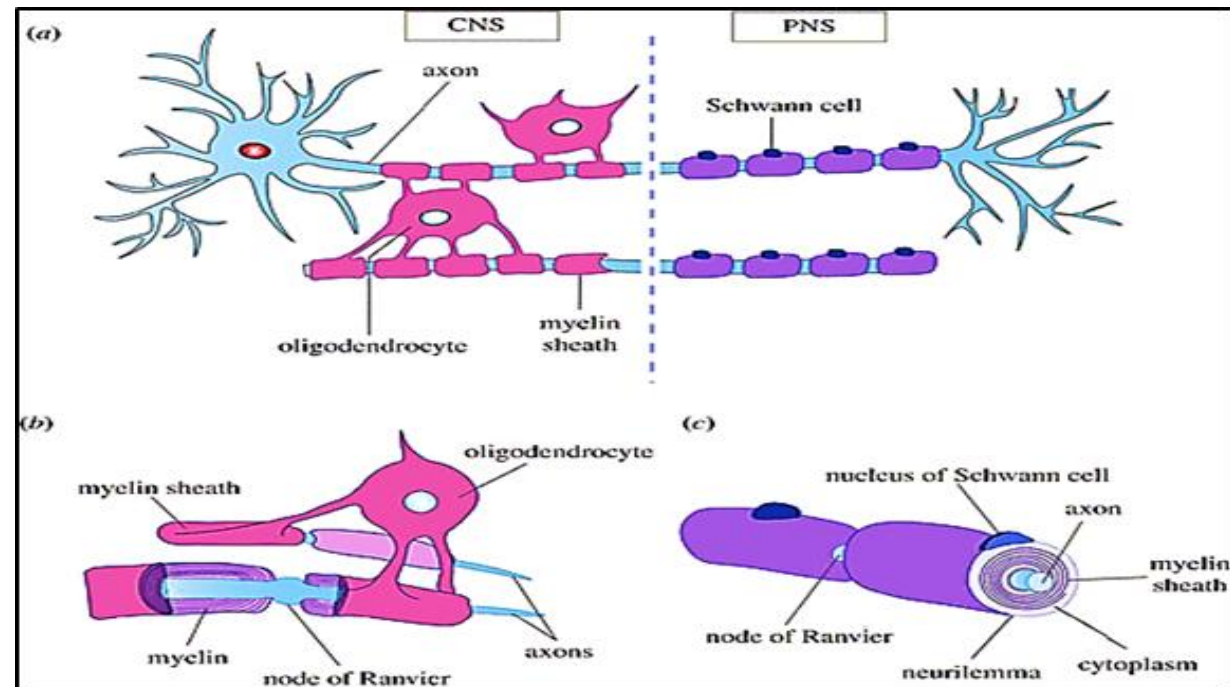 (a)
CNS
PNS
axon
Schwann cell
oligodendrocyte
myelin
sheath
(b)
oligodendrocyte
myelin sheath
myelin
node of Ranvier
axons
(c)
nucleus of Schwann cell
axon
myelin
sheath
node of Ranvier
cytoplasm
neurilemma